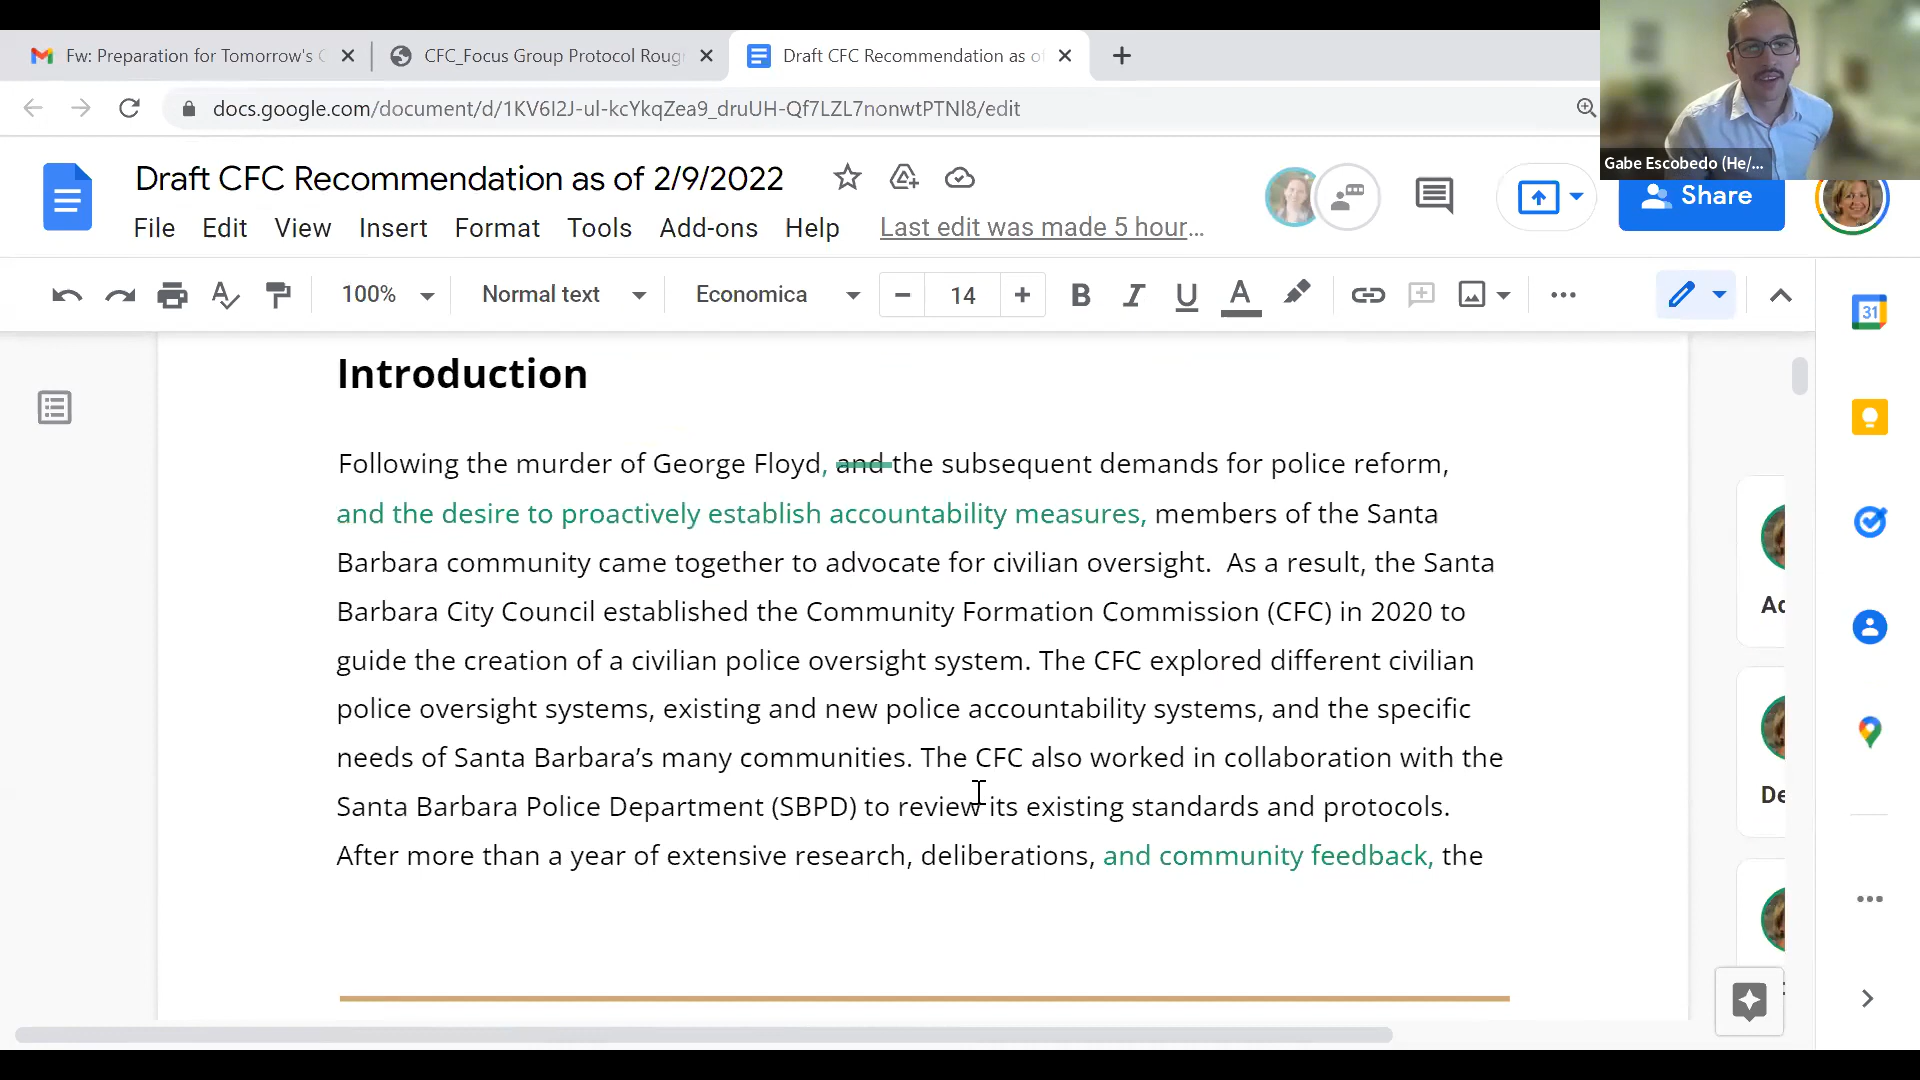 Fw: Preparation for Tomorrow's
CFC_Focus Group Protocol Roug
Draft CFC Recommendation as of
docs.google.com/document/d/1KV6I2J-ul-kcYkqZea9_druUH-Qf7LZL7nonwtPTNl8/edit
Gabe Escobedo (He/...
Draft CFC Recommendation as of 2/9/2022
Share
File Edit View Insert Format Tools Add-ons Help Last edit was made 5 hour...
100% Normal text Economica 14 B I U A
31
Introduction
Following the murder of George Floyd, and the subsequent demands for police reform,
and the desire to proactively establish accountability measures, members of the Santa
Barbara community came together to advocate for civilian oversight. As a result, the Santa
Barbara City Council established the Community Formation Commission (CFC) in 2020 to
guide the creation of a civilian police oversight system. The CFC explored different civilian
police oversight systems, existing and new police accountability systems, and the specific
needs of Santa Barbara’s many communities. The CFC also worked in collaboration with the
Santa Barbara Police Department (SBPD) to review its existing standards and protocols.
After more than a year of extensive research, deliberations, and community feedback, the
Ad
De